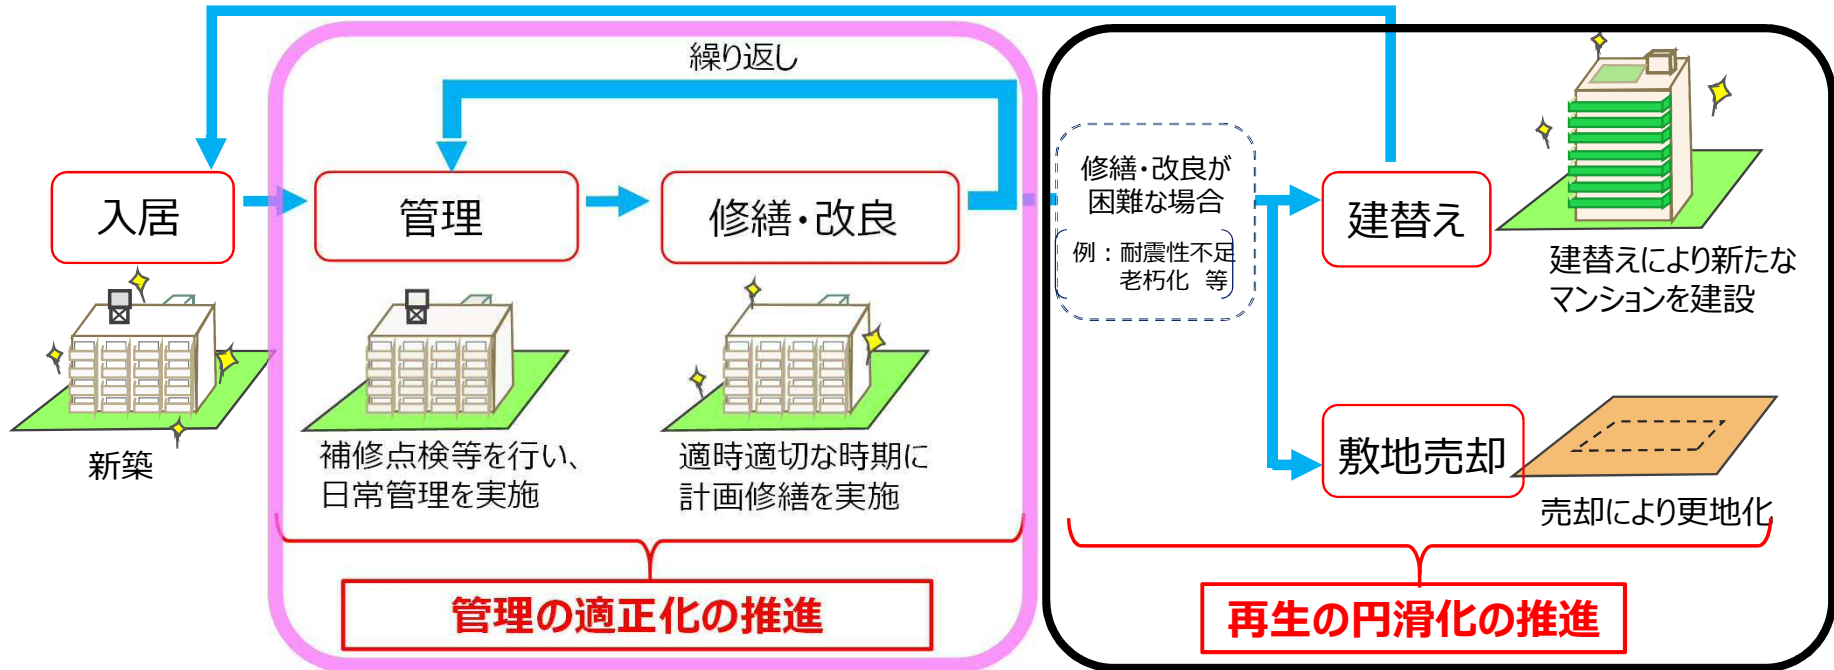 繰り返し
入居
管理
修繕・改良
修繕・改良が
困難な場合
例：耐震性不足
老朽化 等
建替え
建替えにより新たな
マンションを建設
新築
補修点検等を行い、
日常管理を実施
適時適切な時期に
計画修繕を実施
敷地売却
売却により更地化
管理の適正化の推進
再生の円滑化の推進